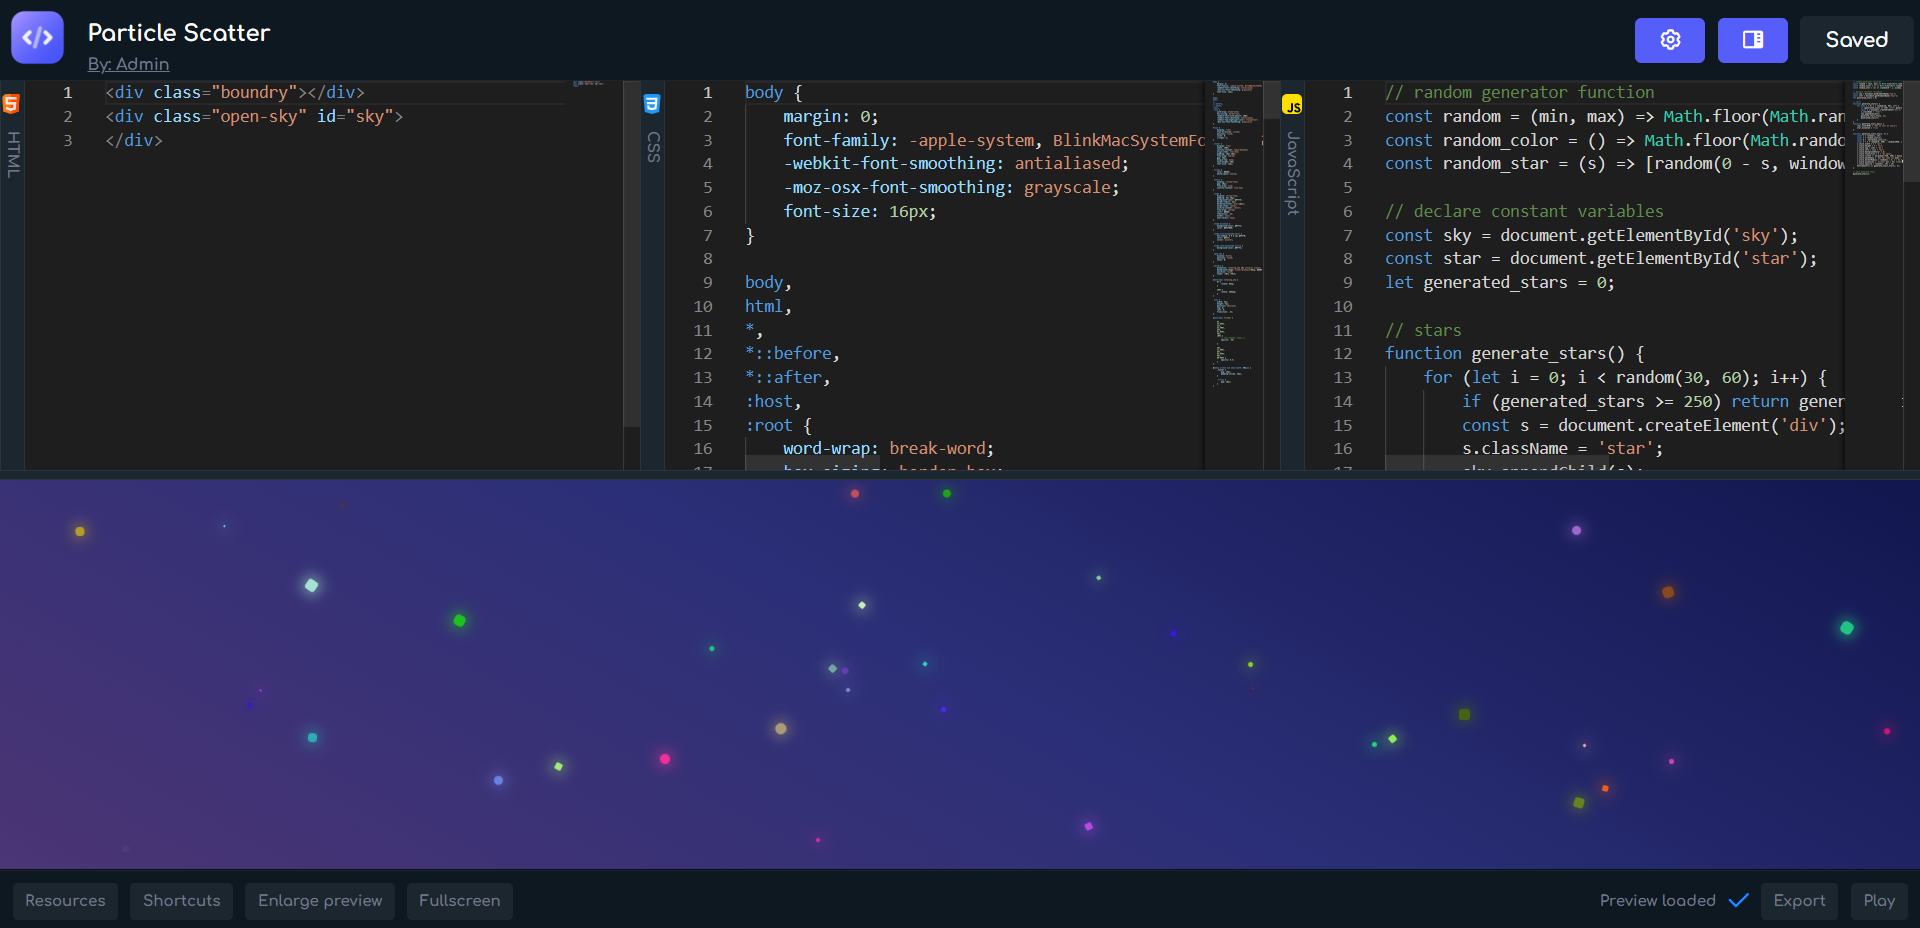 Particle Scatter
By: Admin
Saved
HTML
1 <div class="boundry"></div>
2 <div class="open-sky" id="sky">
3 </div>
CSS
1 body {
2 margin: 0;
3 font-family: -apple-system, BlinkMacSystemFo
4 -webkit-font-smoothing: antialiased;
5 -moz-osx-font-smoothing: grayscale;
6 font-size: 16px;
7 }
8
9 body,
10 html,
11 *,
12 *::before,
13 *::after,
14 :host,
15 :root {
16 word-wrap: break-word;
17 box-sizing: border-box;
JS
JavaScript
1 // random generator function
2 const random = (min, max) => Math.floor(Math.ran
3 const random_color = () => Math.floor(Math.rando
4 const random_star = (s) => [random(0 - s, window
5
6 // declare constant variables
7 const sky = document.getElementById('sky');
8 const star = document.getElementById('star');
9 let generated_stars = 0;
10
11 // stars
12 function generate_stars() {
13 for (let i = 0; i < random(30, 60); i++) {
14 if (generated_stars >= 250) return gener
15 const s = document.createElement('div');
16 s.className = 'star';
17 sky.appendChild(s);
Resources
Shortcuts
Enlarge preview
Fullscreen
Preview loaded
Export
Play